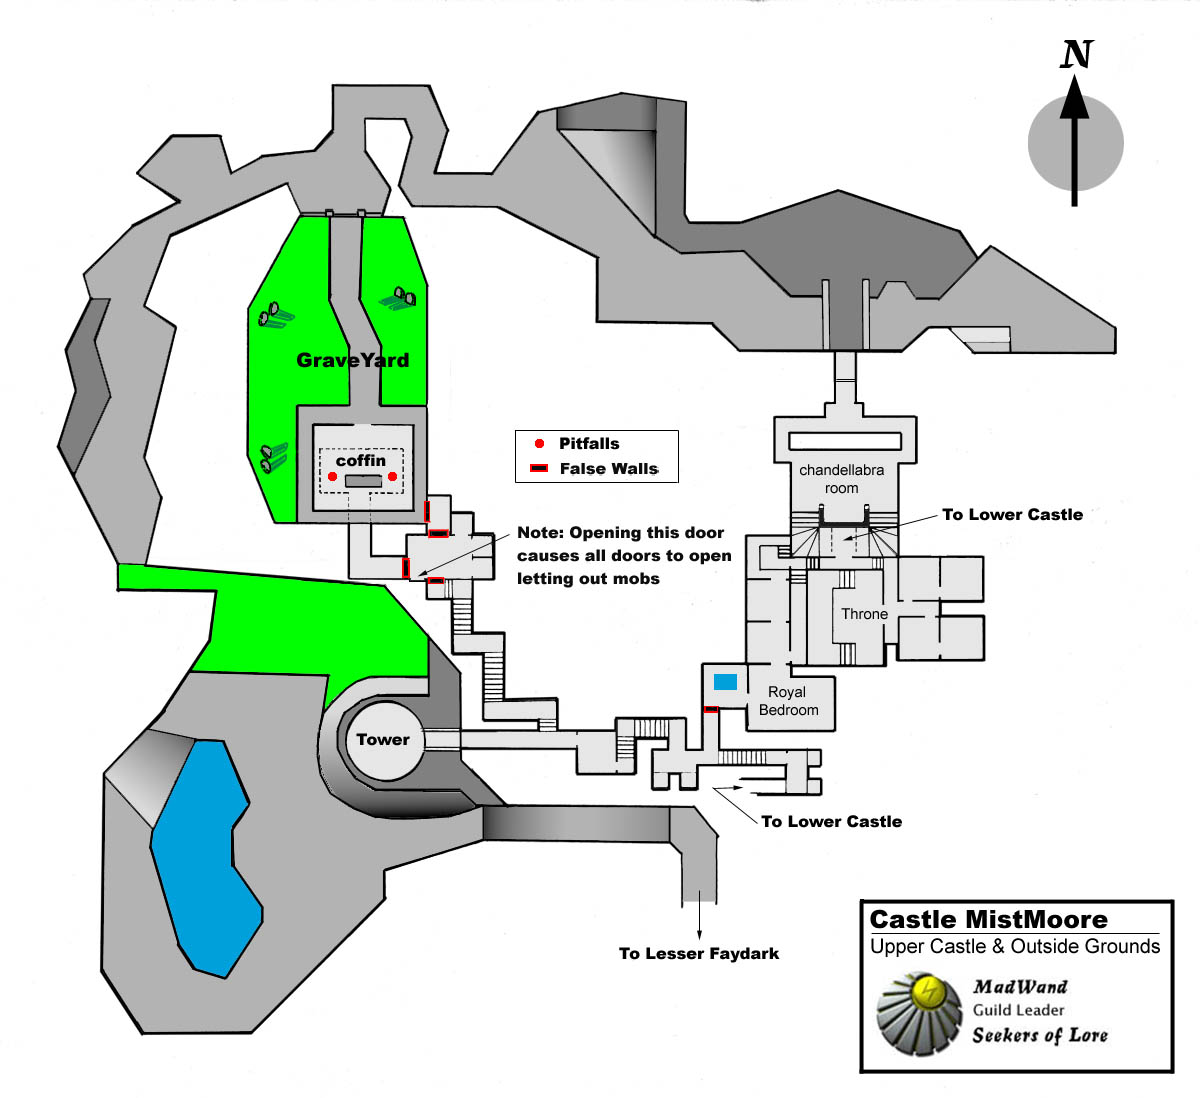 N
GraveYard
coffin
Pitfalls
False Walls
chandellabra
room
To Lower Castle
Note: Opening this door
causes all doors to open
letting out mobs
Throne
Royal
Bedroom
Tower
To Lower Castle
To Lesser Faydark
Castle MistMoore
Upper Castle & Outside Grounds
MadWand
Guild Leader
Seekers of Lore